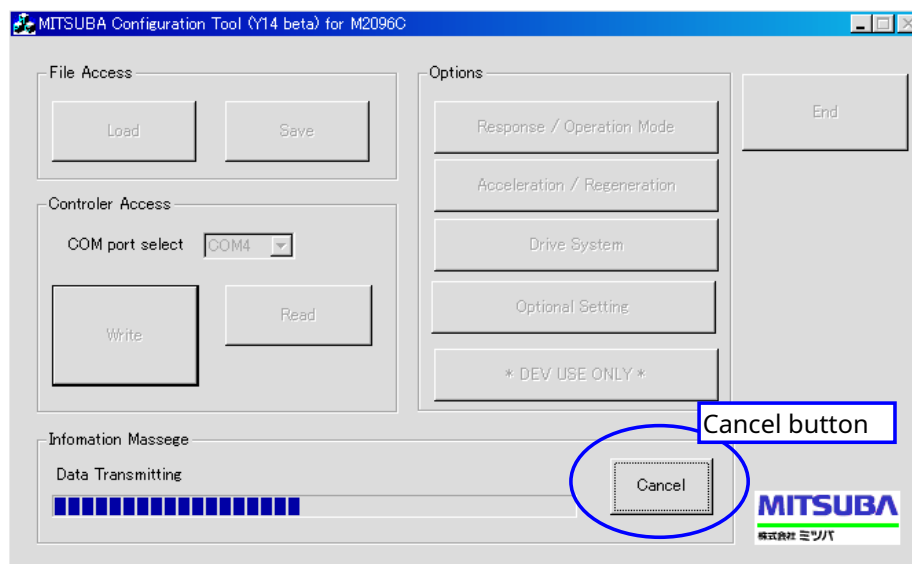 MITSUBA Configuration Tool (Y14 beta) for M2096C
File Access
Load
Save
Options
Response / Operation Mode
Acceleration / Regeneration
Drive System
Optional Setting
* DEV USE ONLY *
End
Controler Access
COM port select
COM4
Write
Read
Infomation Massege
Data Transmitting
Cancel
Cancel button
MITSUBA
株式会社 ミツバ